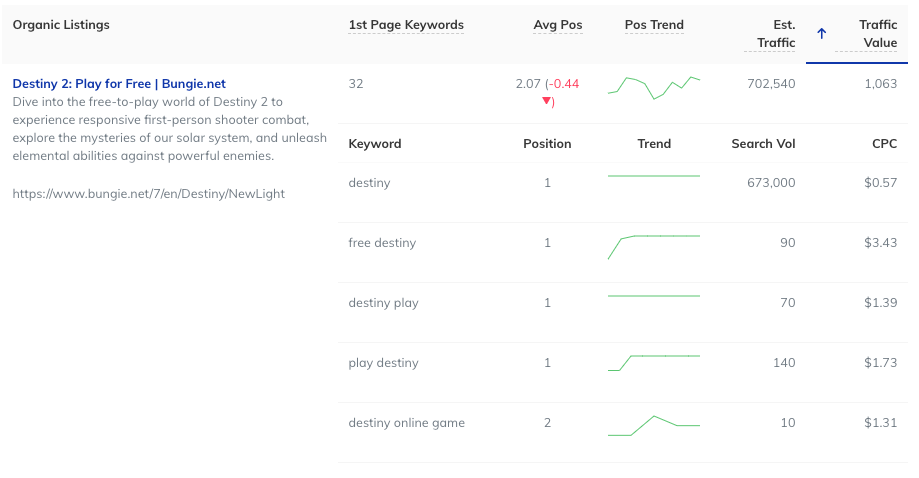 Organic Listings
1st Page Keywords
Avg Pos
Pos Trend
Est.
Traffic
Traffic
Value
Destiny 2: Play for Free | Bungie.net
Dive into the free-to-play world of Destiny 2 to
experience responsive first-person shooter combat,
explore the mysteries of our solar system, and unleash
elemental abilities against powerful enemies.
https://www.bungie.net/7/en/Destiny/NewLight
32
2.07 (-0.44
▼)
702,540
1,063
Keyword
Position
Trend
Search Vol
CPC
destiny
1
673,000
$0.57
free destiny
1
90
$3.43
destiny play
1
70
$1.39
play destiny
1
140
$1.73
destiny online game
2
10
$1.31